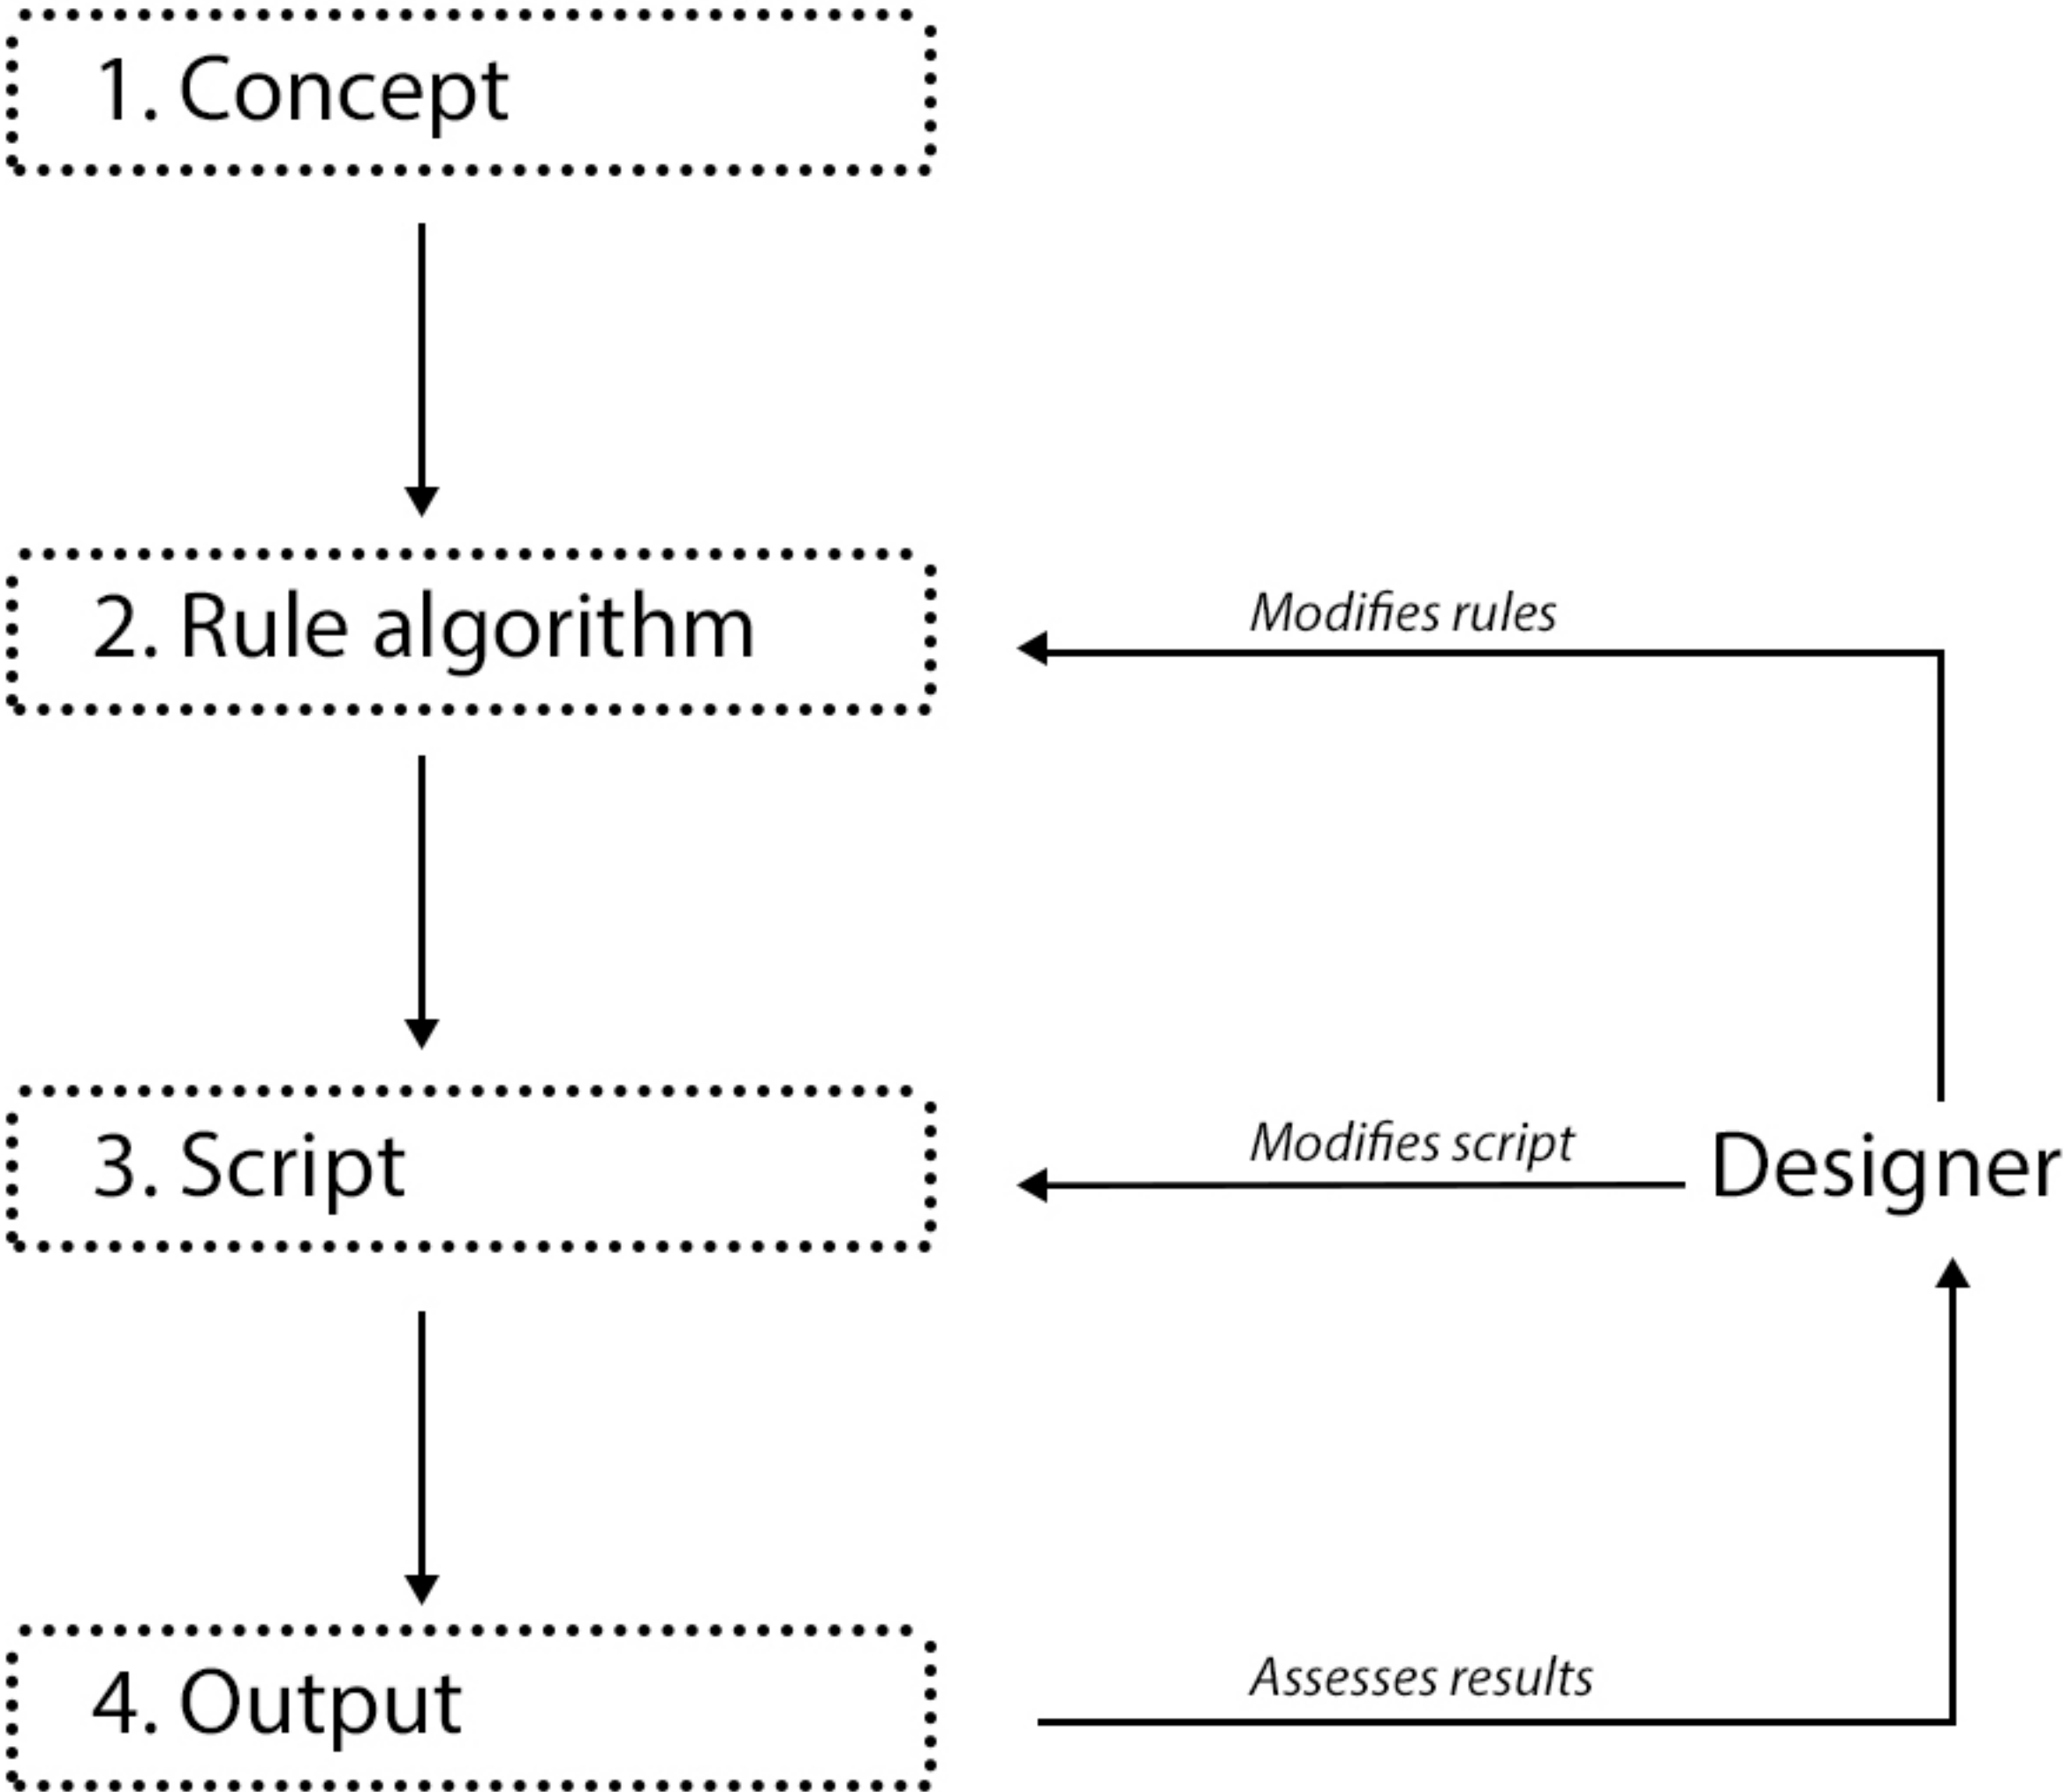 1. Concept
2. Rule algorithm
Modifies rules
3. Script
Modifies script
Designer
4. Output
Assesses results